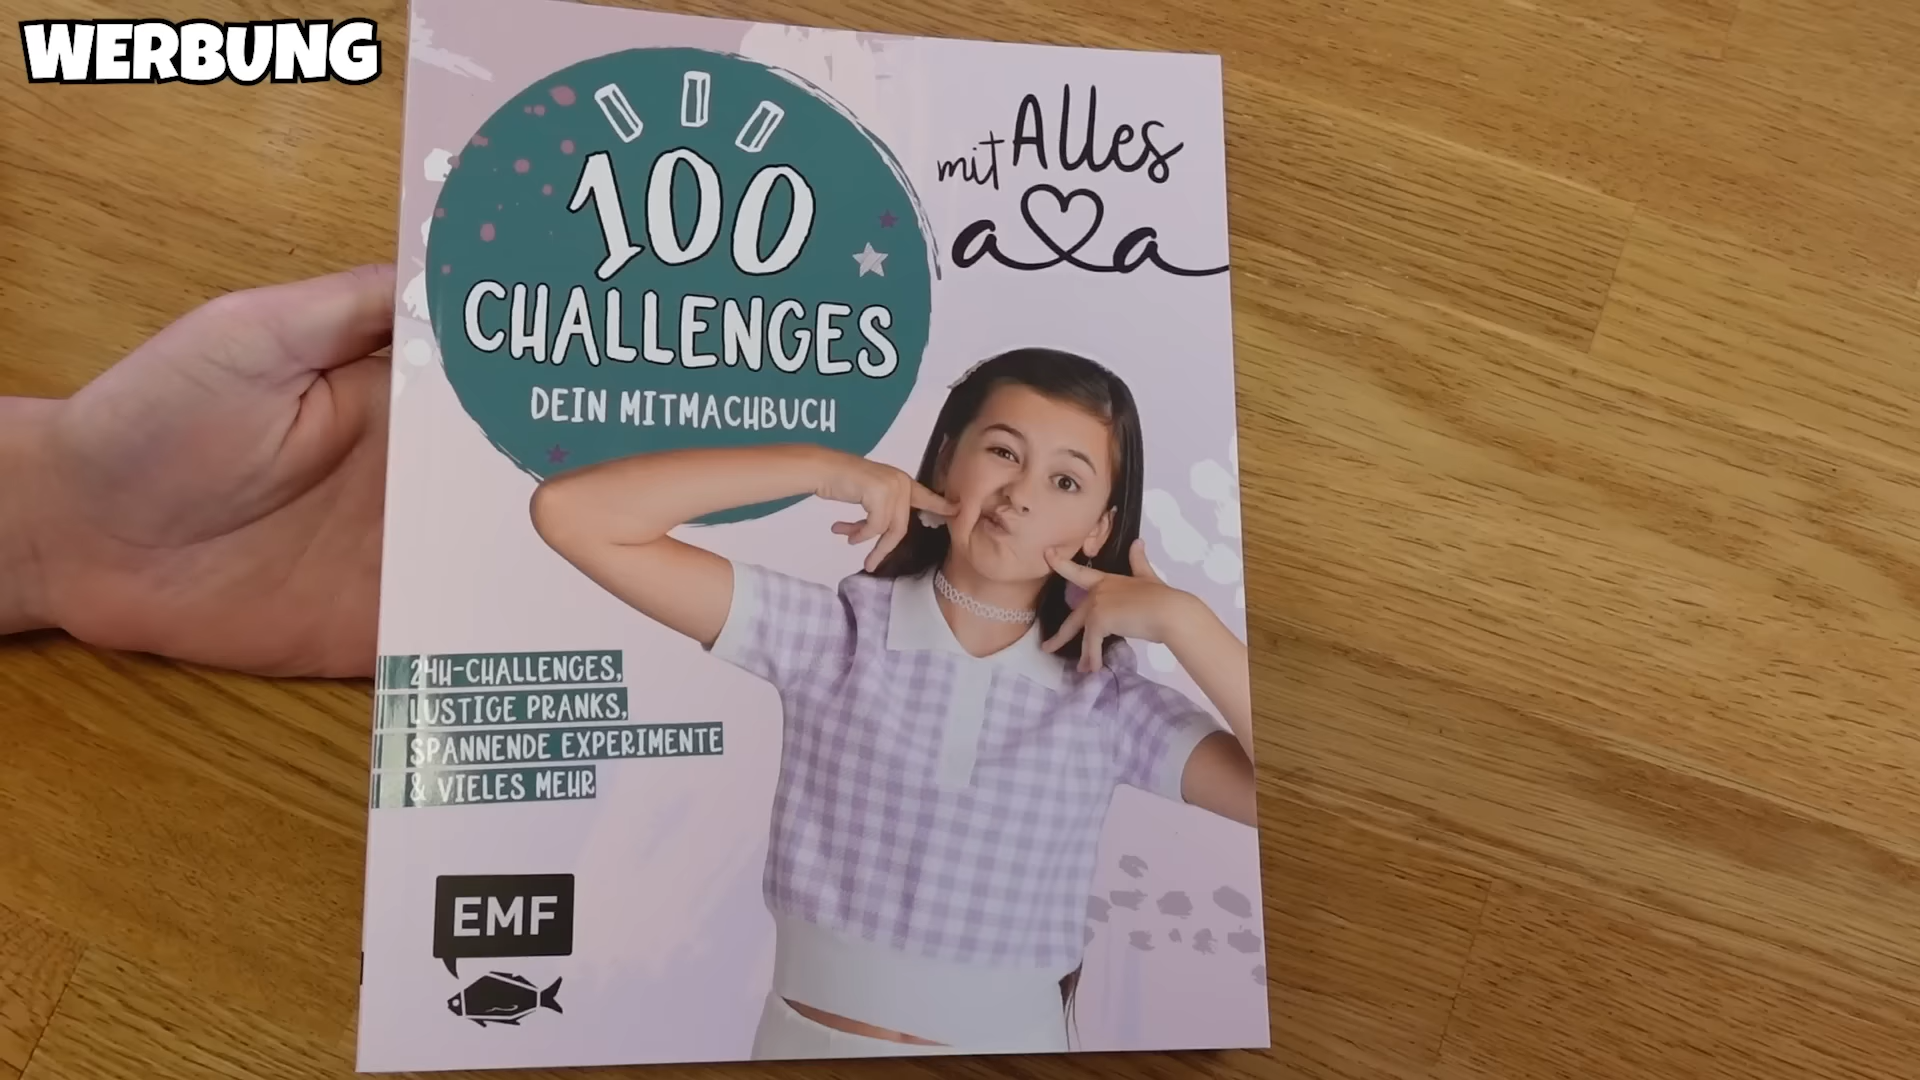 WERBUNG
100
CHALLENGES
DEIN MITMACHBUCH
mit Alles
a♡a
24H-CHALLENGES,
LUSTIGE PRANKS,
SPANNENDE EXPERIMENTE
& VIELES MEHR
EMF